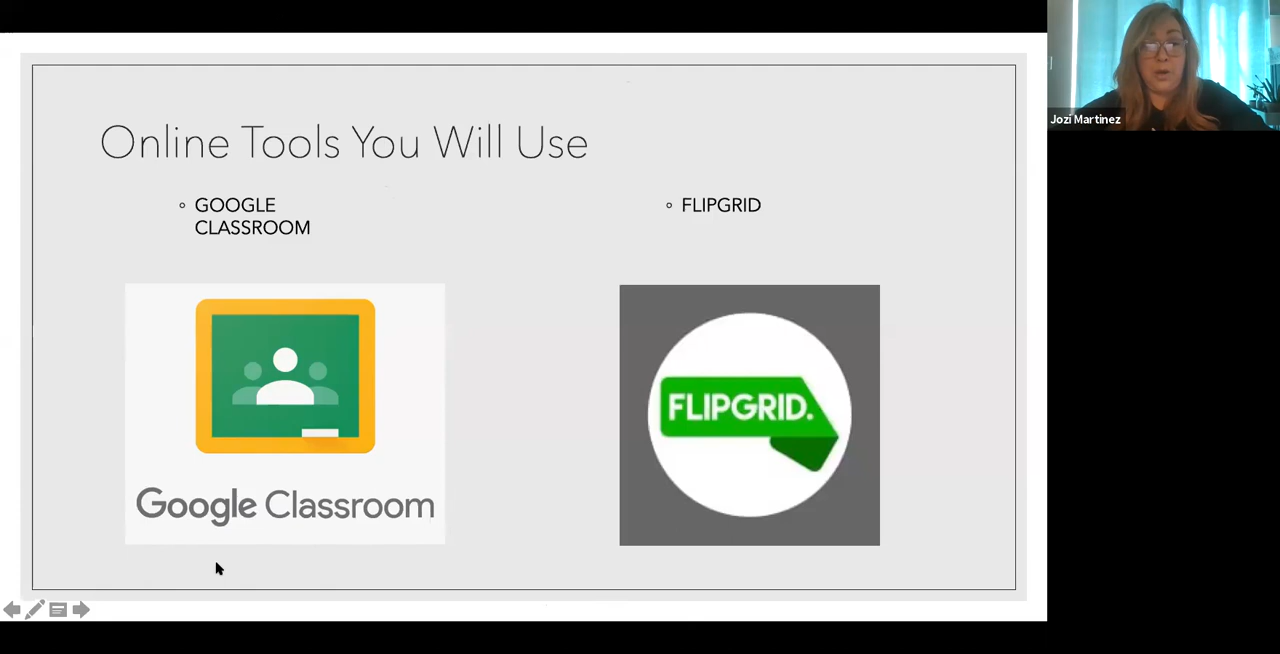 Online Tools You Will Use
GOOGLE
CLASSROOM
FLIPGRID
Google Classroom
FLIPGRID.
Jozi Martinez